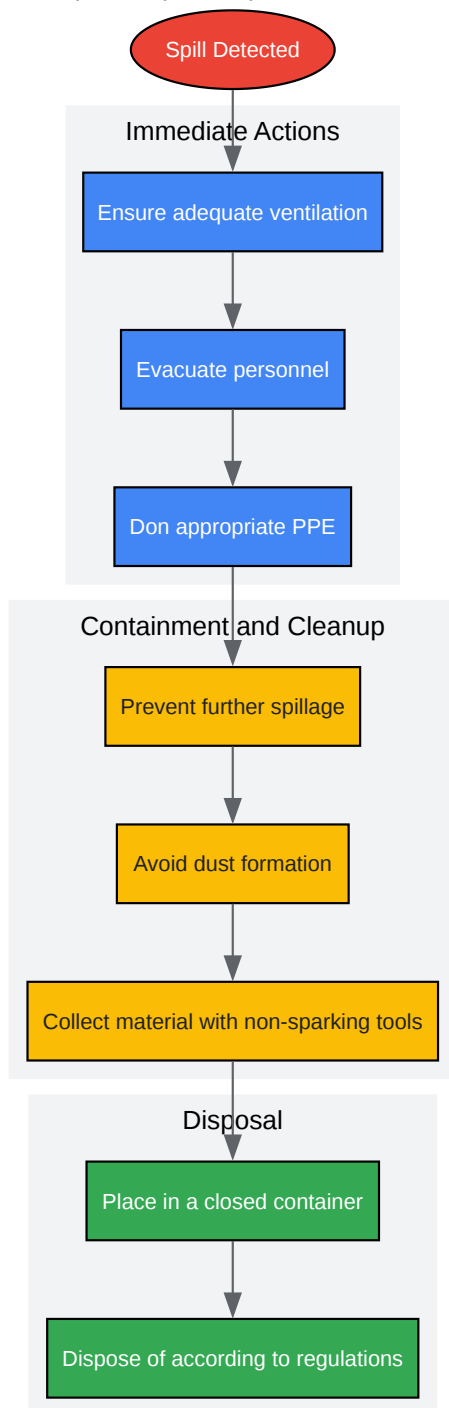 Spill Detected
Immediate Actions
Ensure adequate ventilation
Evacuate personnel
Don appropriate PPE
Containment and Cleanup
Prevent further spillage
Avoid dust formation
Collect material with non-sparking tools
Disposal
Place in a closed container
Dispose of according to regulations